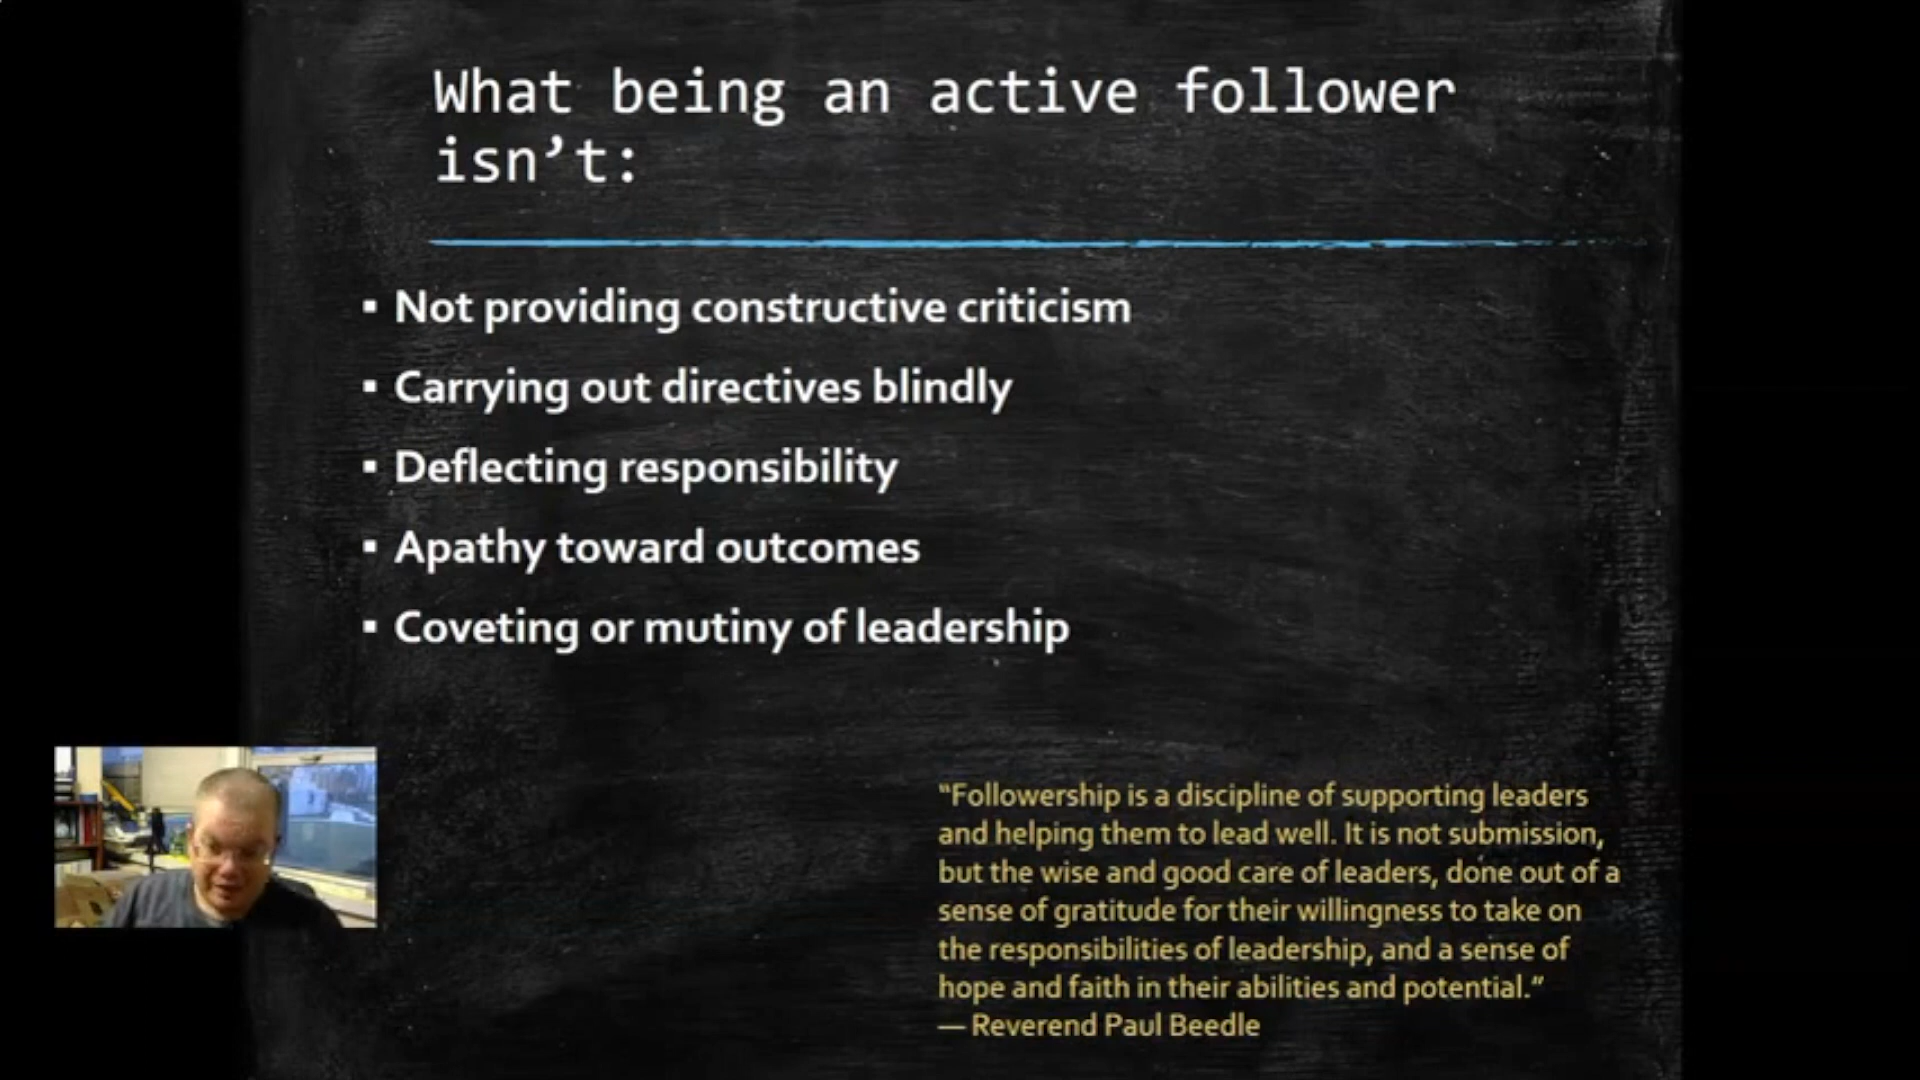 What being an active follower
isn’t:
▪ Not providing constructive criticism
▪ Carrying out directives blindly
▪ Deflecting responsibility
▪ Apathy toward outcomes
▪ Coveting or mutiny of leadership
“Followership is a discipline of supporting leaders
and helping them to lead well. It is not submission,
but the wise and good care of leaders, done out of a
sense of gratitude for their willingness to take on
the responsibilities of leadership, and a sense of
hope and faith in their abilities and potential.”
— Reverend Paul Beedle